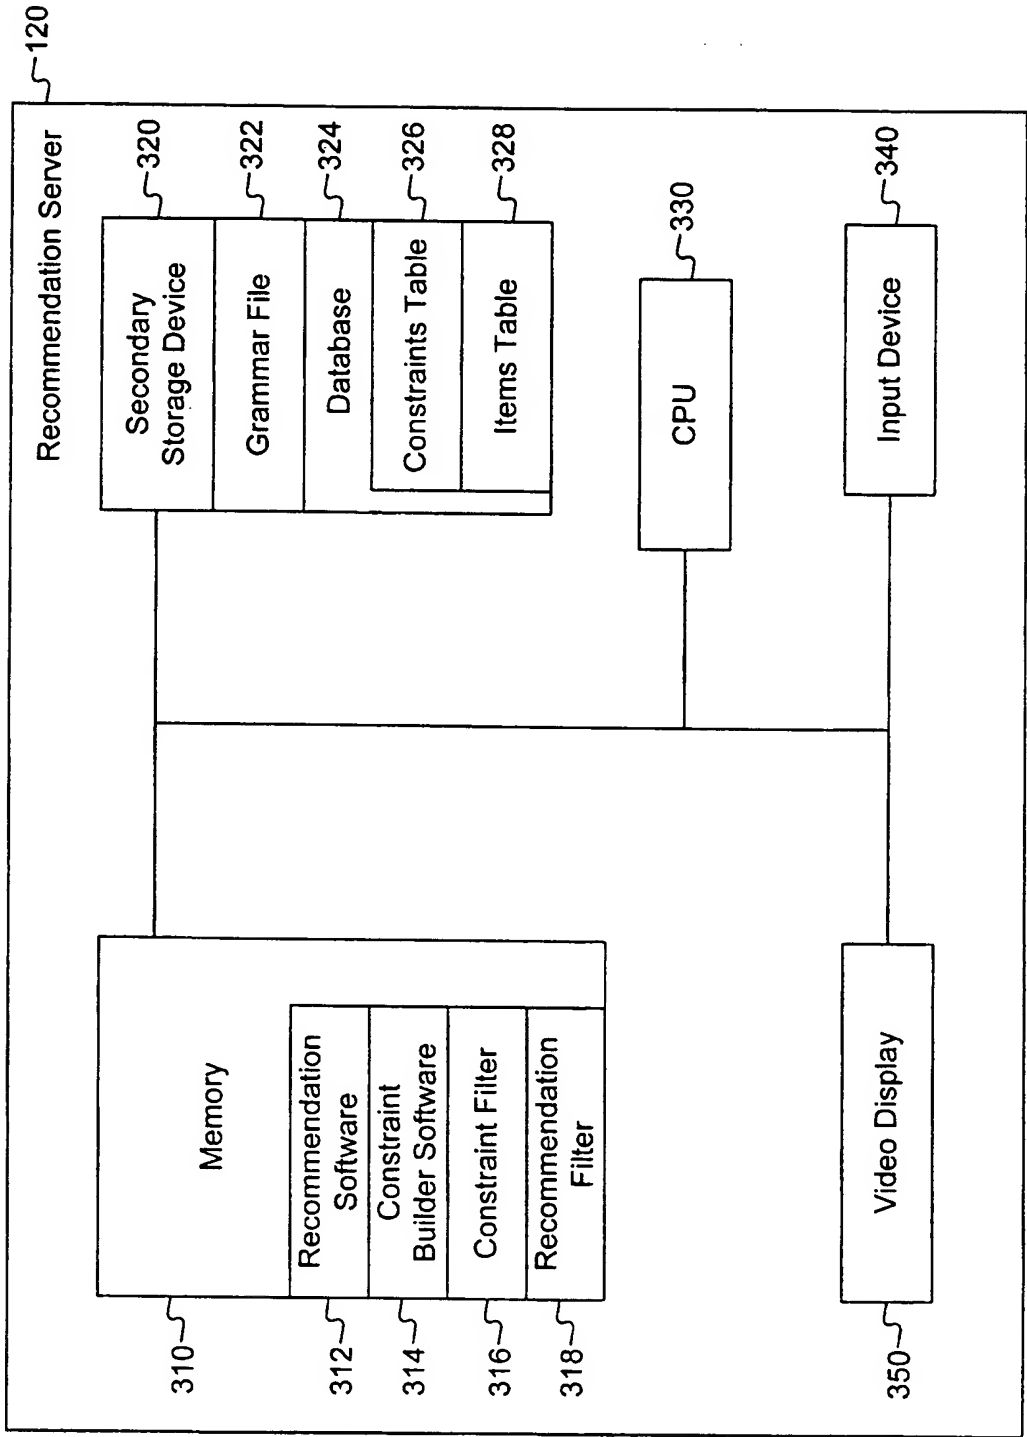 Recommendation Server
120
Memory
310
Recommendation
Software
312
Constraint
Builder Software
314
Constraint Filter
316
Recommendation
Filter
318
Secondary
Storage Device
320
Grammar File
322
Database
324
Constraints Table
326
Items Table
328
CPU
330
Video Display
350
Input Device
340